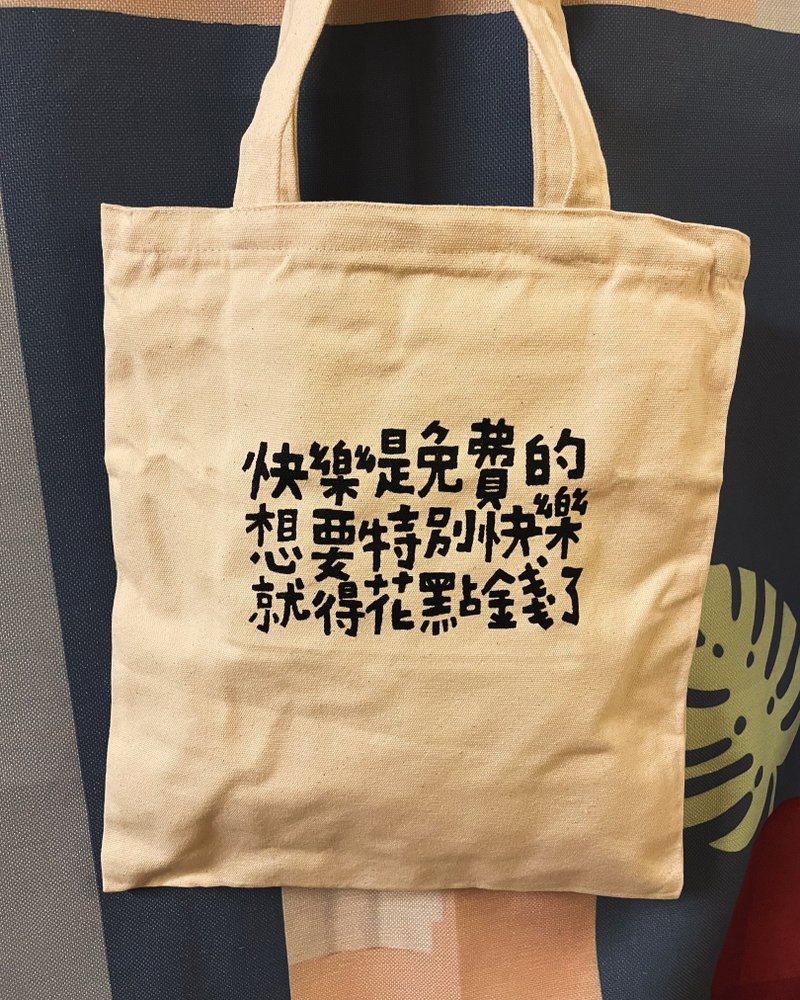 快樂是免費的
想要特別快樂
就得花點錢了